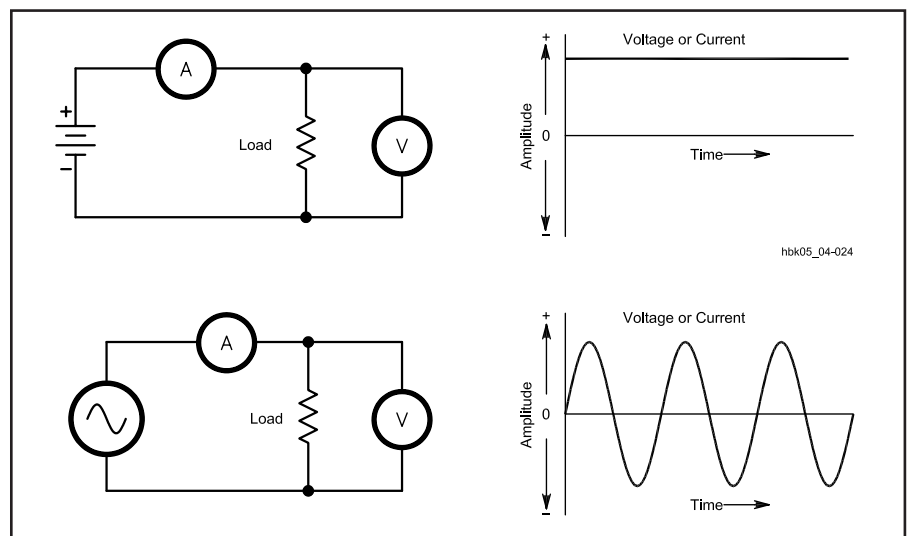 A
+
Load
V
–
Voltage or Current
+
Amplitude
0
Time
–
hbk05_04-024
A
Load
V
Voltage or Current
+
Amplitude
0
Time
–